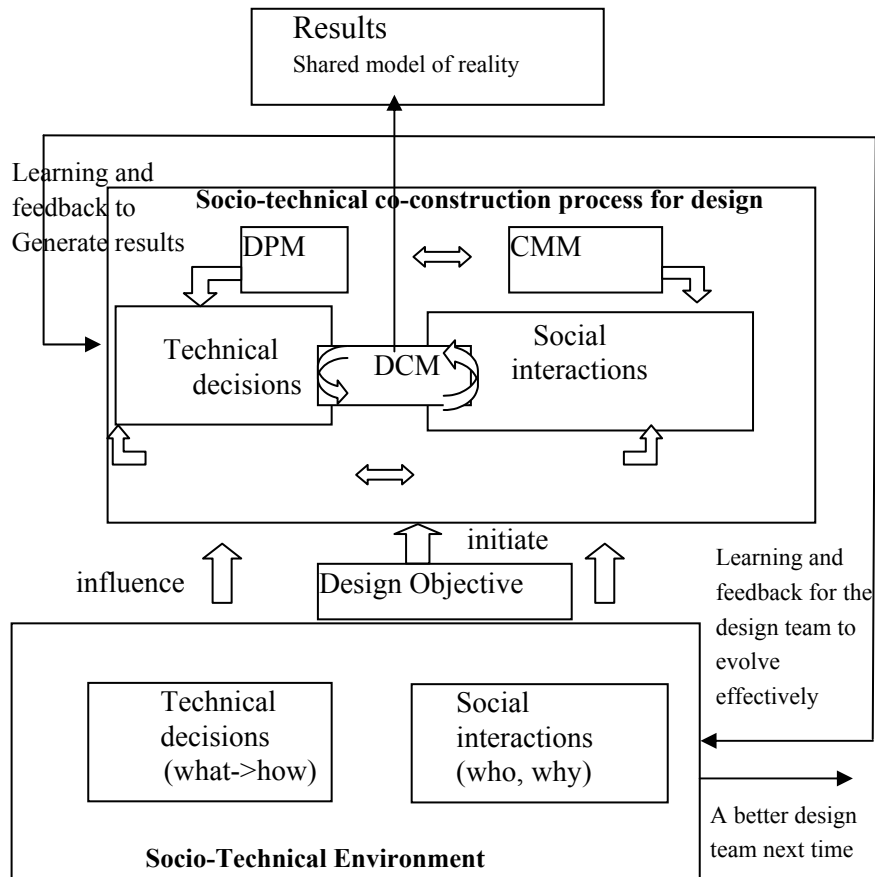 Results
Shared model of reality
Learning and
feedback to
Generate results
Socio-technical co-construction process for design
DPM
CMM
Technical
decisions
DCM
Social
interactions
initiate
influence
Design Objective
Learning and
feedback for the
design team to
evolve
effectively
Technical
decisions
(what->how)
Social
interactions
(who, why)
A better design
team next time
Socio-Technical Environment